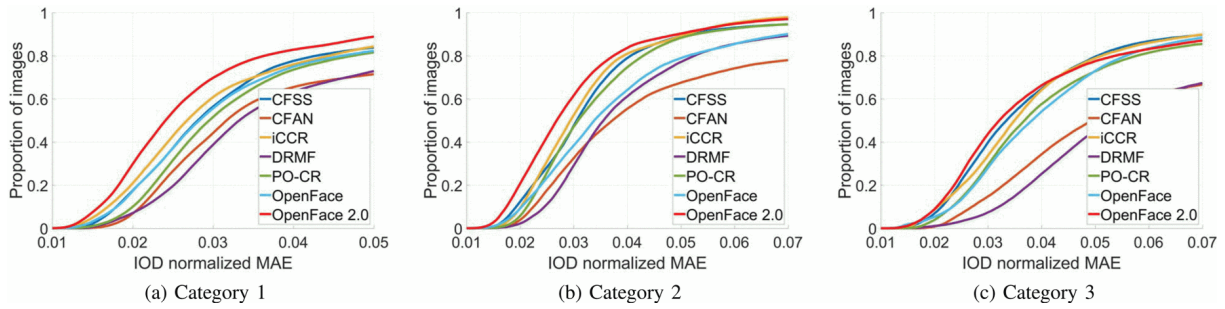 Proportion of images
1
0.8
0.6
0.4
0.2
0
CFSS
CFAN
iCCR
DRMF
PO-CR
OpenFace
OpenFace 2.0
0.01 0.02 0.03 0.04 0.05
IOD normalized MAE
(a) Category 1
Proportion of images
1
0.8
0.6
0.4
0.2
0
CFSS
CFAN
iCCR
DRMF
PO-CR
OpenFace
OpenFace 2.0
0.01 0.02 0.03 0.04 0.05 0.06 0.07
IOD normalized MAE
(b) Category 2
Proportion of images
1
0.8
0.6
0.4
0.2
0
CFSS
CFAN
iCCR
DRMF
PO-CR
OpenFace
OpenFace 2.0
0.01 0.02 0.03 0.04 0.05 0.06 0.07
IOD normalized MAE
(c) Category 3